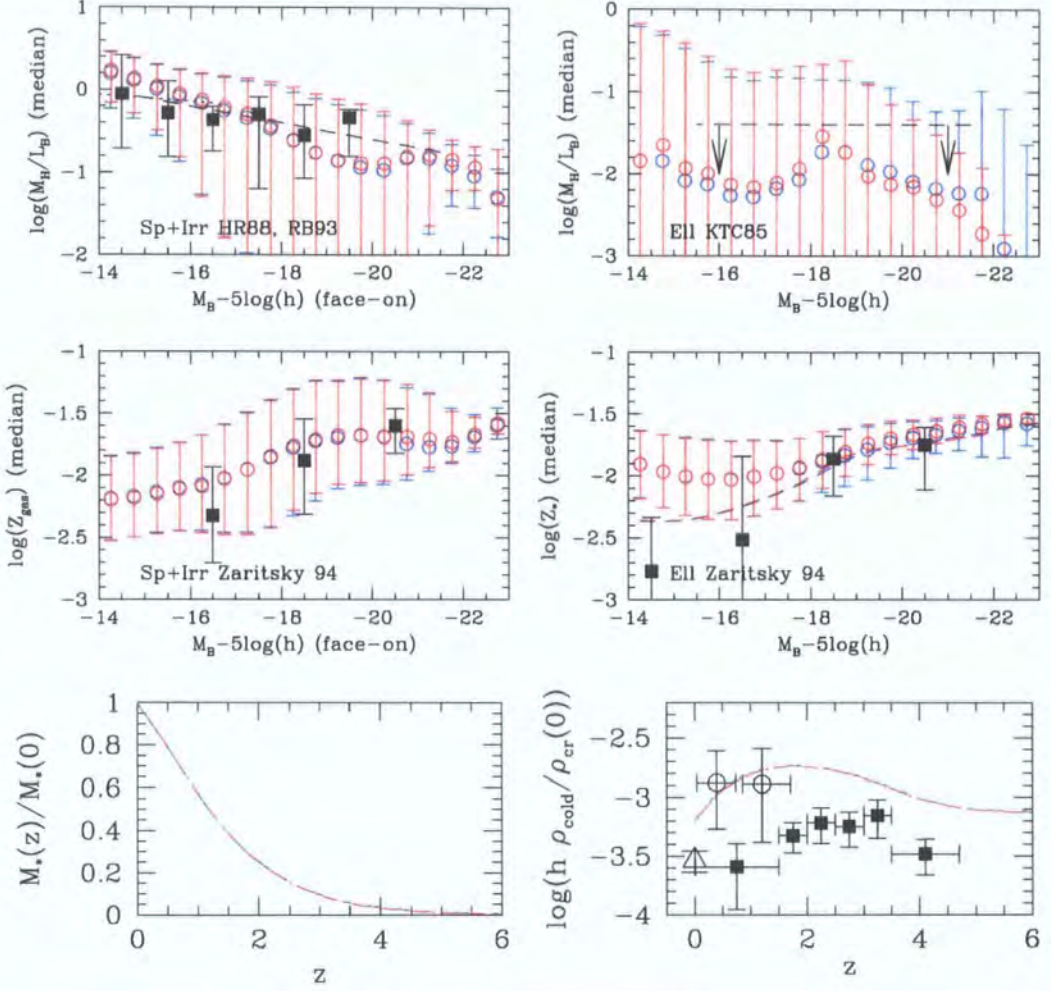 0
1
0
-1
-2
log(M_H/L_B) (median)
Sp+Irr HR88, RB93
-14 -16 -18 -20 -22
M_B-5log(h) (face-on)
0
-1
-2
-3
log(M_H/L_B) (median)
Ell KTC85
-14 -16 -18 -20 -22
M_B-5log(h)
-1
-1.5
-2
-2.5
-3
log(Z_gas) (median)
Sp+Irr Zaritsky 94
-14 -16 -18 -20 -22
M_B-5log(h) (face-on)
-1
-1.5
-2
-2.5
-3
log(Z_*) (median)
Ell Zaritsky 94
-14 -16 -18 -20 -22
M_B-5log(h)
1
0.8
0.6
0.4
0.2
0
M_*(z)/M_*(0)
0 2 4 6
z
-2.5
-3
-3.5
-4
log(h ρ_cold/ρ_cr(0))
0 2 4 6
z